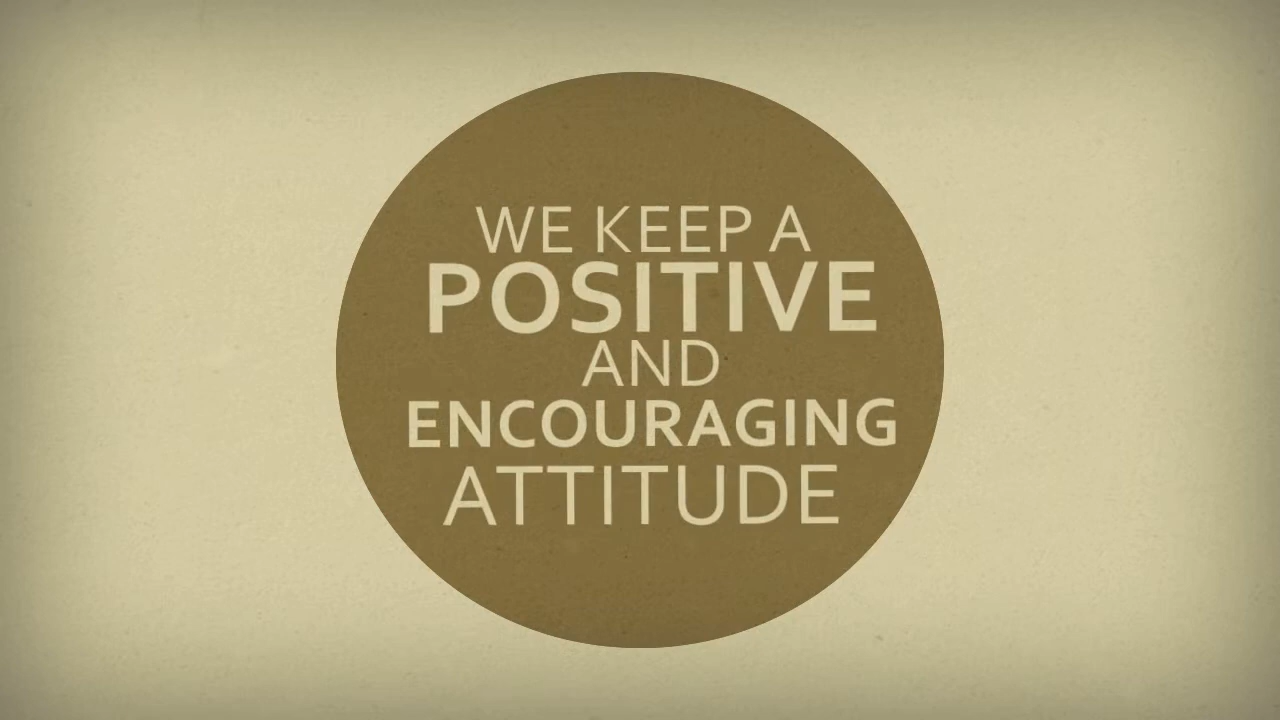 WE KEEP A
POSITIVE
AND
ENCOURAGING
ATTITUDE